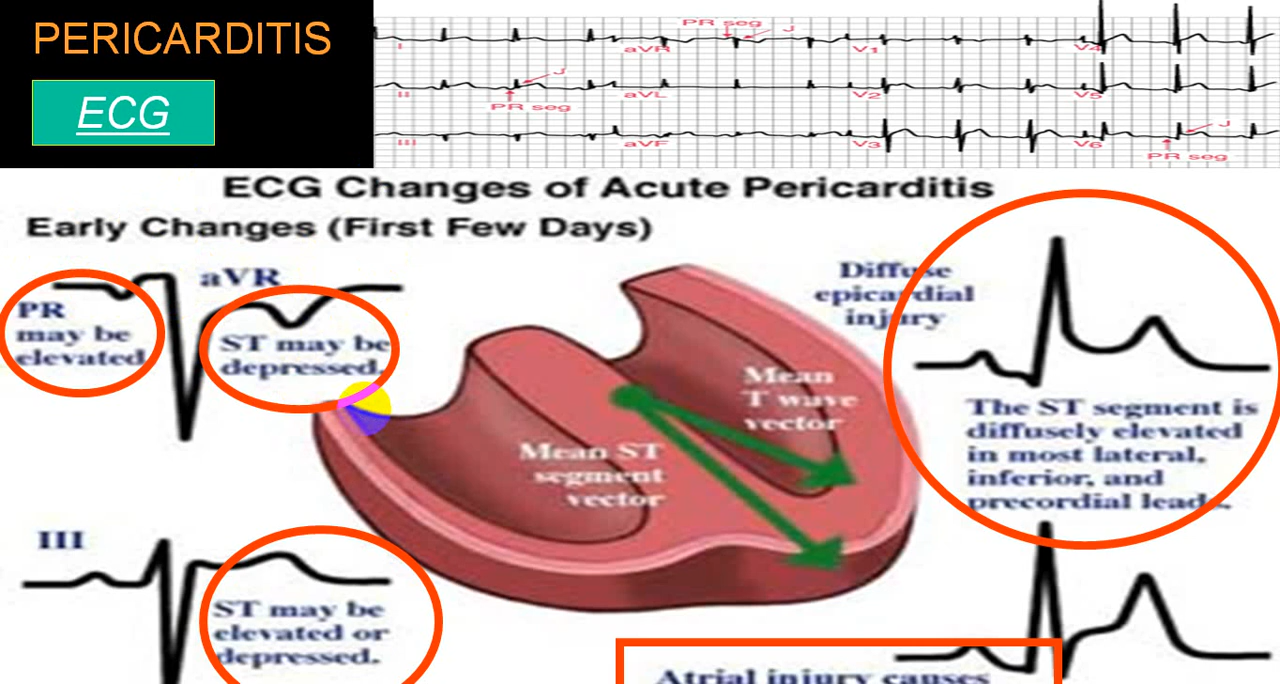 PERICARDITIS
ECG
I
aVR
PR seg
J
V1
V4
II
J
PR seg
aVL
V2
V5
III
aVF
V3
V6
J
PR seg
ECG Changes of Acute Pericarditis
Early Changes (First Few Days)
aVR
PR
may be
elevated
ST may be
depressed.
Diffuse
epicardial
injury
Mean
T wave
vector
Mean ST
segment
vector
The ST segment is
diffusely elevated
in most lateral,
inferior, and
precordial leads.
III
ST may be
elevated or
depressed.
Atrial injury causes